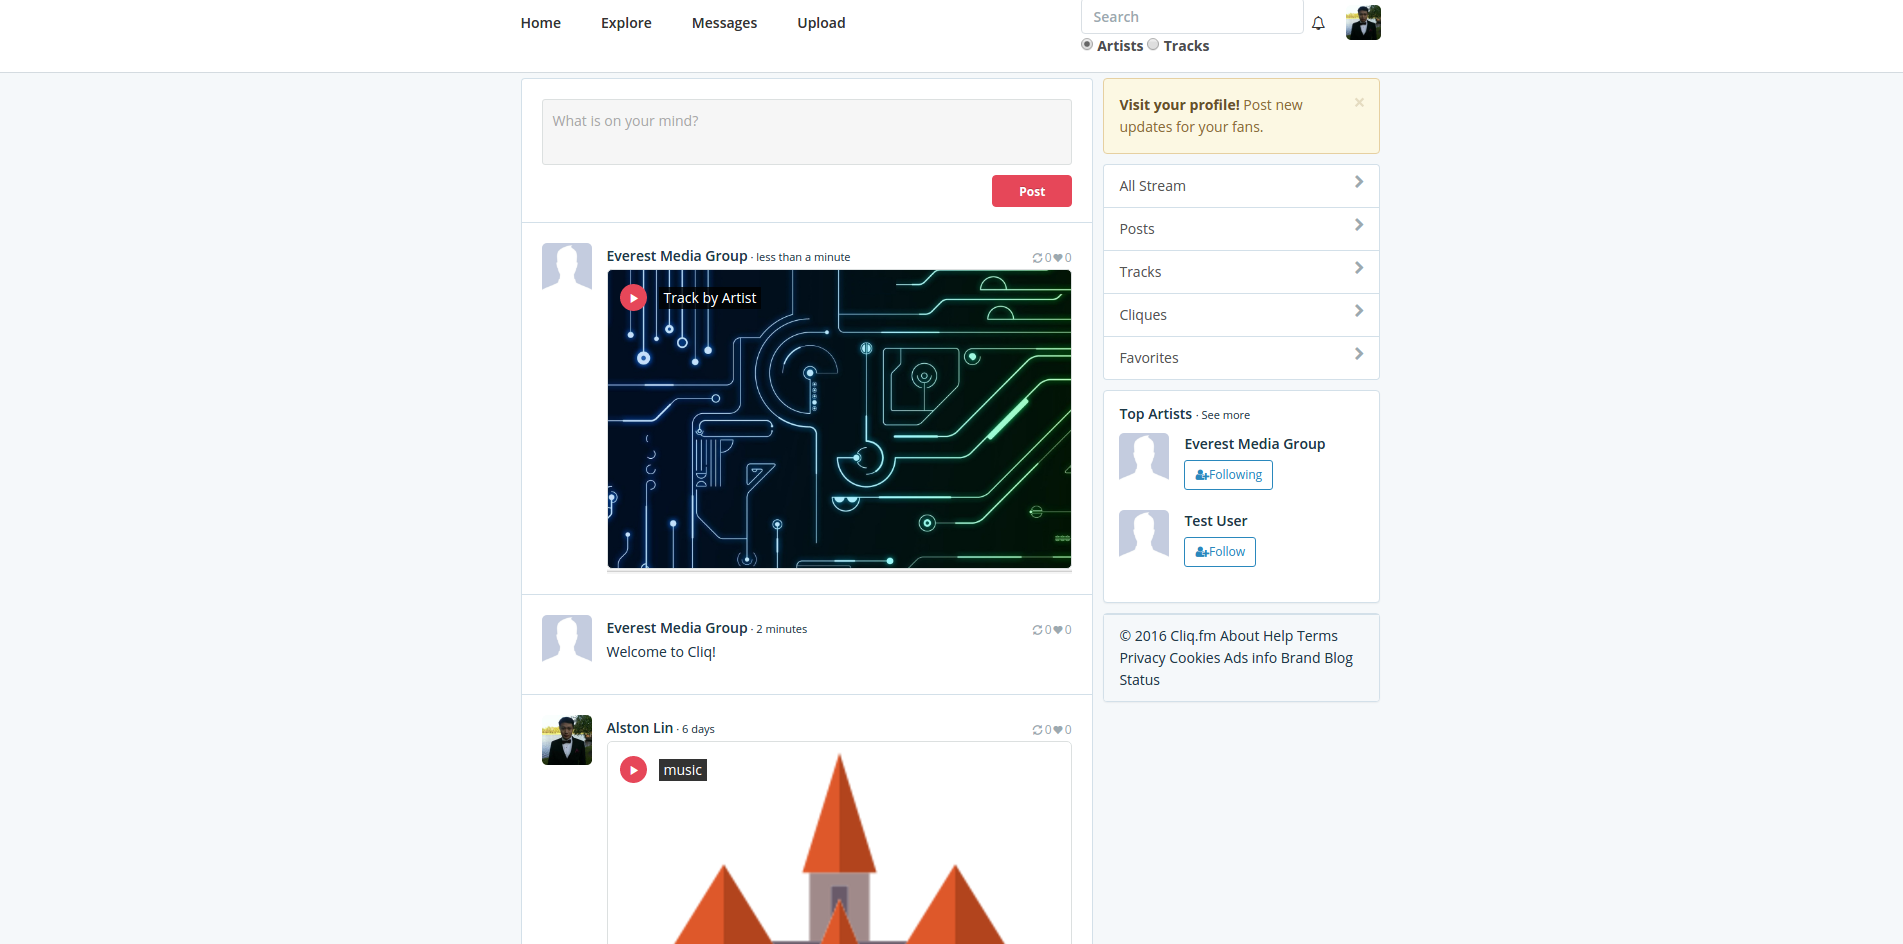 Home
Explore
Messages
Upload
Search
Artists
Tracks
What is on your mind?
Post
Everest Media Group · less than a minute
0 0
Track by Artist
Everest Media Group · 2 minutes
0 0
Welcome to Cliq!
Alston Lin · 6 days
0 0
music
Visit your profile! Post new
updates for your fans.
×
All Stream
Posts
Tracks
Cliques
Favorites
Top Artists · See more
Everest Media Group
Following
Test User
Follow
© 2016 Cliq.fm About Help Terms
Privacy Cookies Ads info Brand Blog
Status